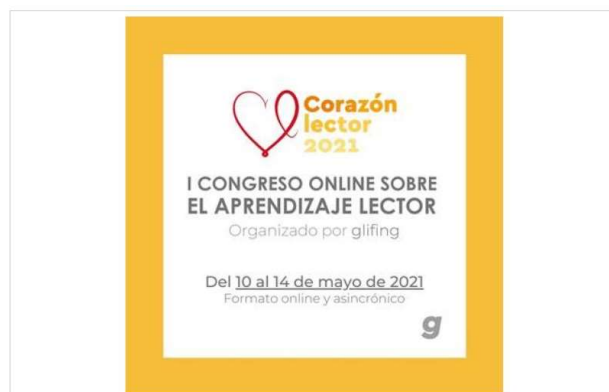 Corazón
lector
2021
I CONGRESO ONLINE SOBRE
EL APRENDIZAJE LECTOR
Organizado por glifing
Del 10 al 14 de mayo de 2021
Formato online y asincrónico
g